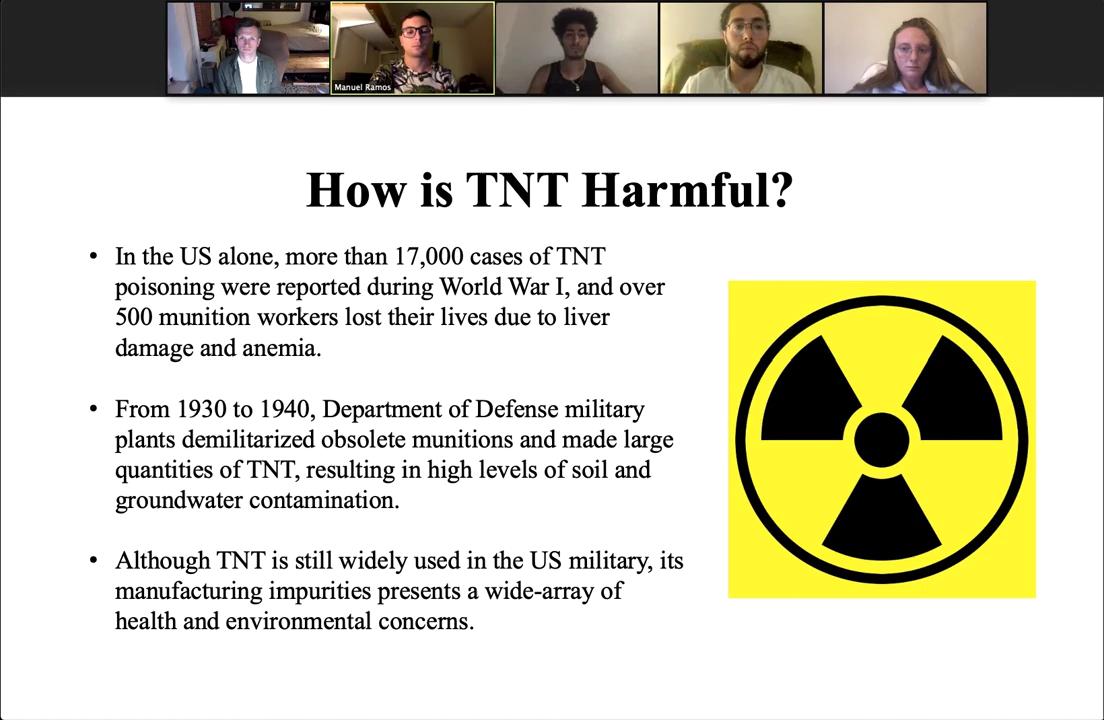 Manuel Ramos
How is TNT Harmful?
• In the US alone, more than 17,000 cases of TNT
poisoning were reported during World War I, and over
500 munition workers lost their lives due to liver
damage and anemia.
• From 1930 to 1940, Department of Defense military
plants demilitarized obsolete munitions and made large
quantities of TNT, resulting in high levels of soil and
groundwater contamination.
• Although TNT is still widely used in the US military, its
manufacturing impurities presents a wide-array of
health and environmental concerns.